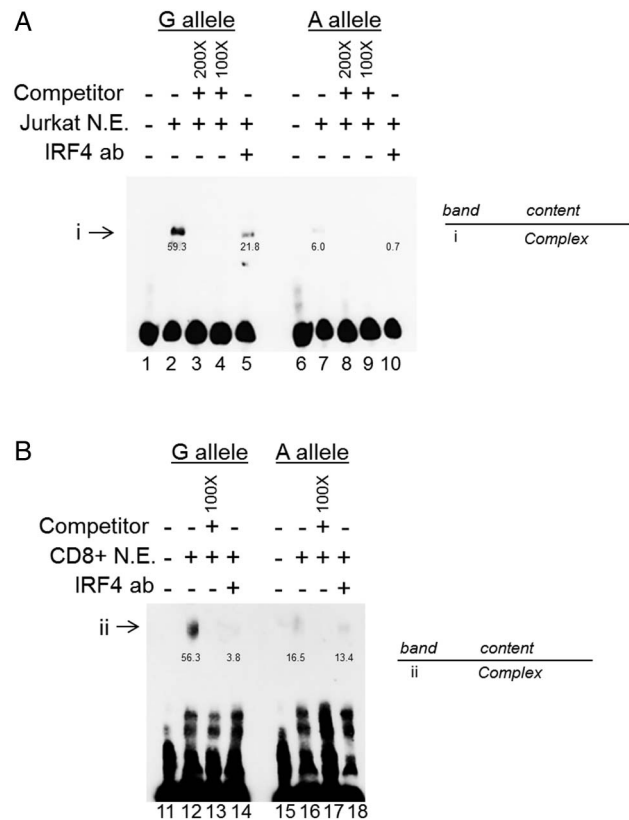 A
G allele A allele
200X 100X 200X 100X
Competitor - - + + - - - + + -
Jurkat N.E. - + + + + - + + + +
IRF4 ab - - - - + - - - - +
i →
59.3 21.8 6.0 0.7
1 2 3 4 5 6 7 8 9 10
band content
i Complex
B
G allele A allele
100X 100X
Competitor - - + - - - + -
CD8+ N.E. - + + + - + + +
IRF4 ab - - - + - - - +
ii →
56.3 3.8 16.5 13.4
11 12 13 14 15 16 17 18
band content
ii Complex